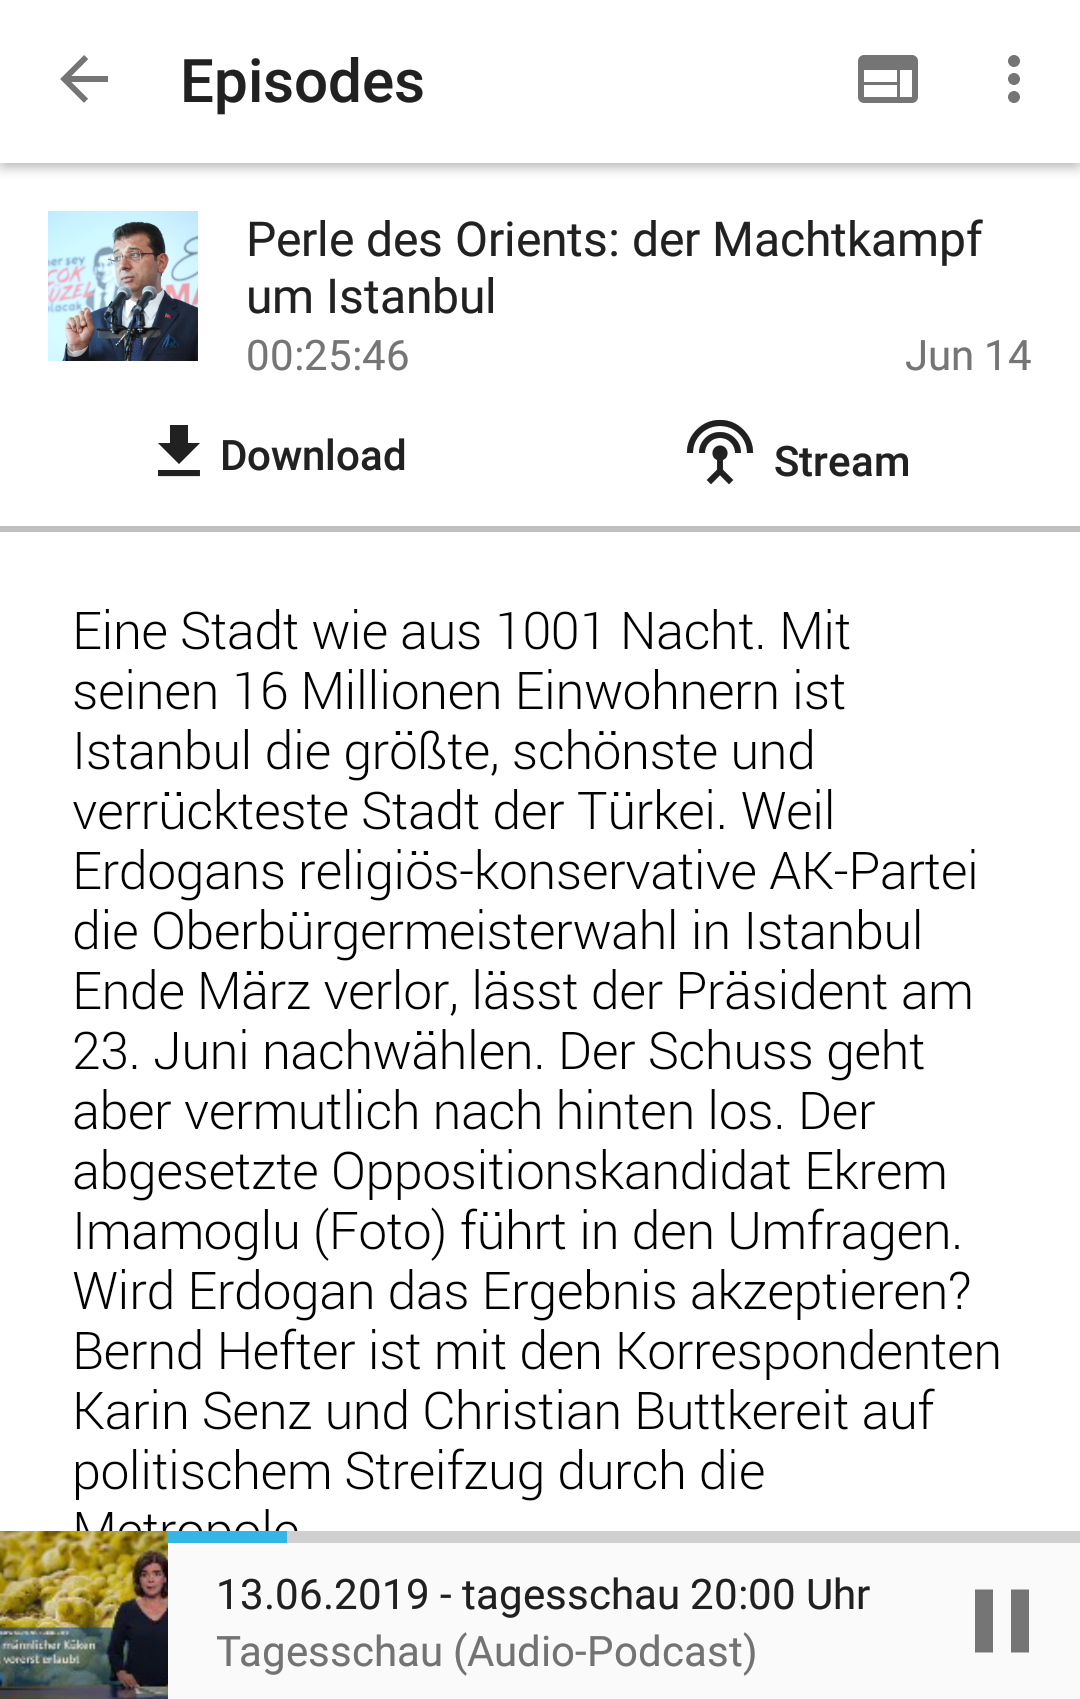 Episodes
Perle des Orients: der Machtkampf
um Istanbul
00:25:46
Jun 14
Download
Stream
Eine Stadt wie aus 1001 Nacht. Mit
seinen 16 Millionen Einwohnern ist
Istanbul die größte, schönste und
verrückteste Stadt der Türkei. Weil
Erdogans religiös-konservative AK-Partei
die Oberbürgermeisterwahl in Istanbul
Ende März verlor, lässt der Präsident am
23. Juni nachwählen. Der Schuss geht
aber vermutlich nach hinten los. Der
abgesetzte Oppositionskandidat Ekrem
Imamoglu (Foto) führt in den Umfragen.
Wird Erdogan das Ergebnis akzeptieren?
Bernd Hefter ist mit den Korrespondenten
Karin Senz und Christian Buttkereit auf
politischem Streifzug durch die
Metropole
männlicher Küken
vorerst erlaubt
13.06.2019 - tagesschau 20:00 Uhr
Tagesschau (Audio-Podcast)